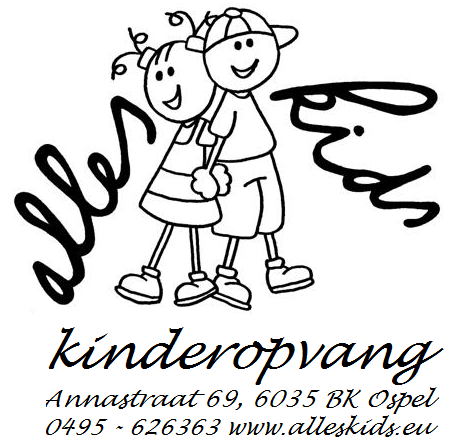 alles kids
kinderopvang
Annastraat 69, 6035 BK Ospel
0495 - 626363 www.alleskids.eu